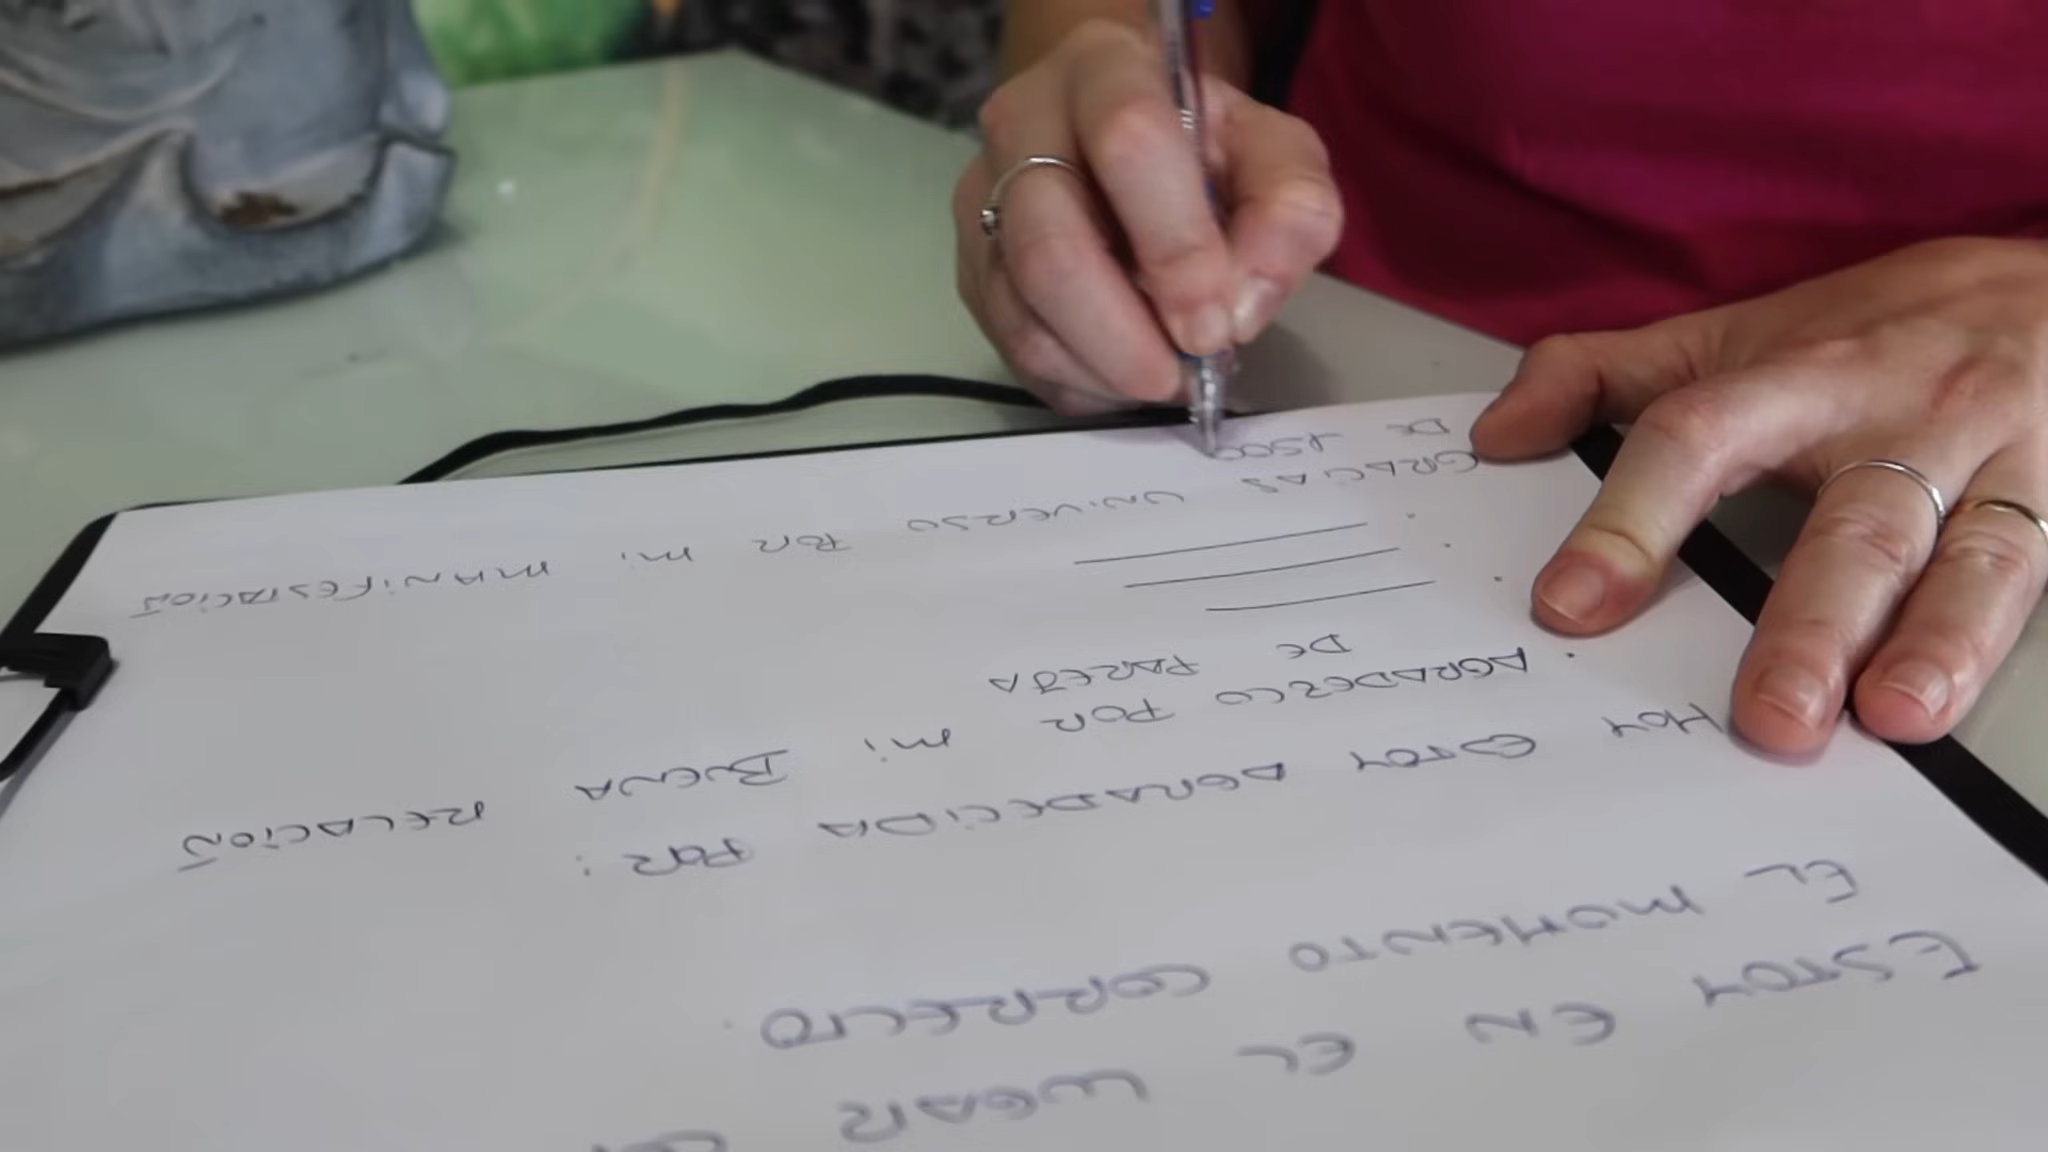 ESTOY EN EL LUGAR
EL MOMENTO CORRECTO.
HOY ESTOY AGRADECIDA POR:
· AGRADEZCO POR MI BUENA RELACIÓN
DE PAREJA
·
·
·
GRACIAS UNIVERSO POR MI MANIFESTACIÓN
DE 1500